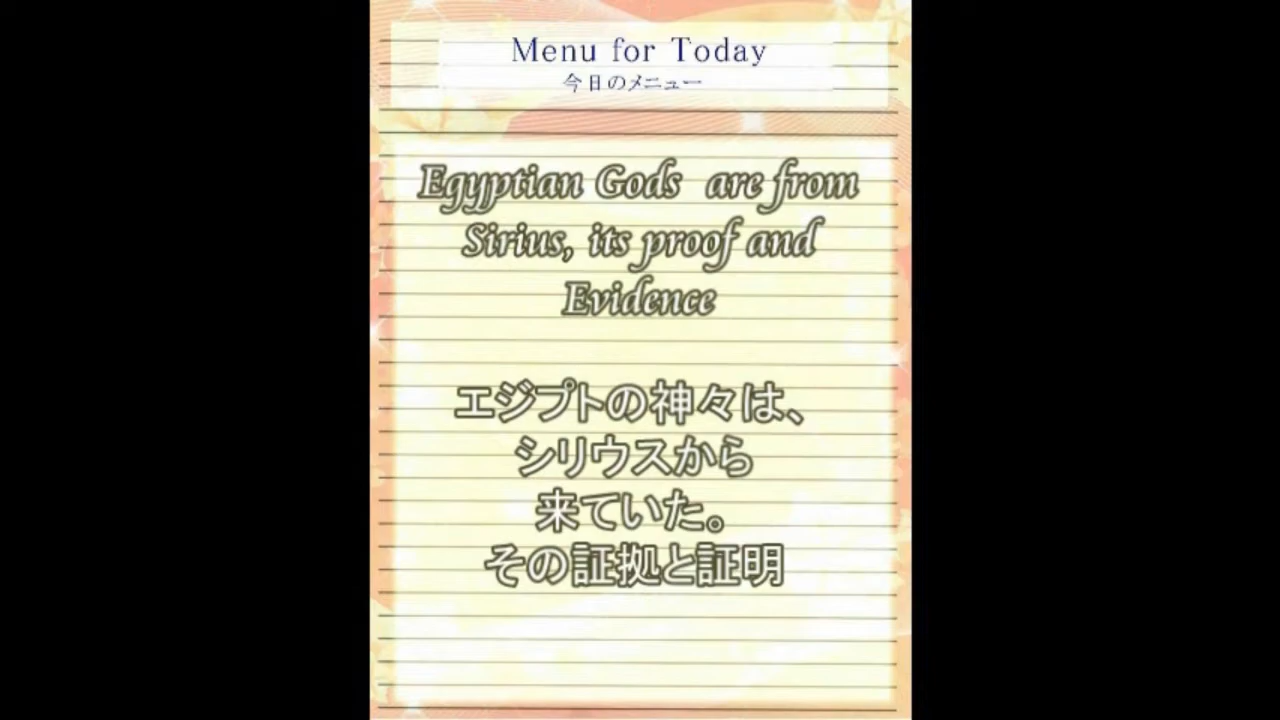 Menu for Today
今日のメニュー
Egyptian Gods are from
Sirius, its proof and
Evidence
エジプトの神々は、
シリウスから
来ていた。
その証拠と証明